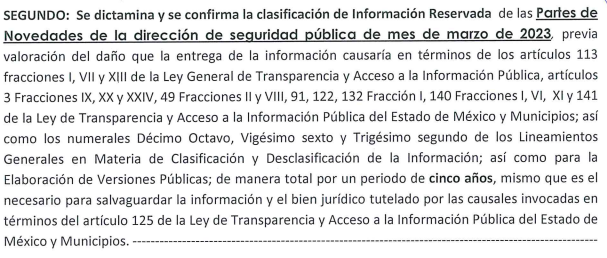 SEGUNDO: Se dictamina y se confirma la clasificación de Información Reservada de las Partes de
Novedades de la dirección de seguridad pública de mes de marzo de 2023, previa
valoración del daño que la entrega de la información causaría en términos de los artículos 113
fracciones I, VII y XIII de la Ley General de Transparencia y Acceso a la Información Pública, artículos
3 Fracciones IX, XX y XXIV, 49 Fracciones II y VIII, 91, 122, 132 Fracción I, 140 Fracciones I, VI, XI y 141
de la Ley de Transparencia y Acceso a la Información Pública del Estado de México y Municipios; así
como los numerales Décimo Octavo, Vigésimo sexto y Trigésimo segundo de los Lineamientos
Generales en Materia de Clasificación y Desclasificación de la Información; así como para la
Elaboración de Versiones Públicas; de manera total por un periodo de cinco años, mismo que es el
necesario para salvaguardar la información y el bien jurídico tutelado por las causales invocadas en
términos del artículo 125 de la Ley de Transparencia y Acceso a la Información Pública del Estado de
México y Municipios. ----------------------------------------------------------------------------------------------------